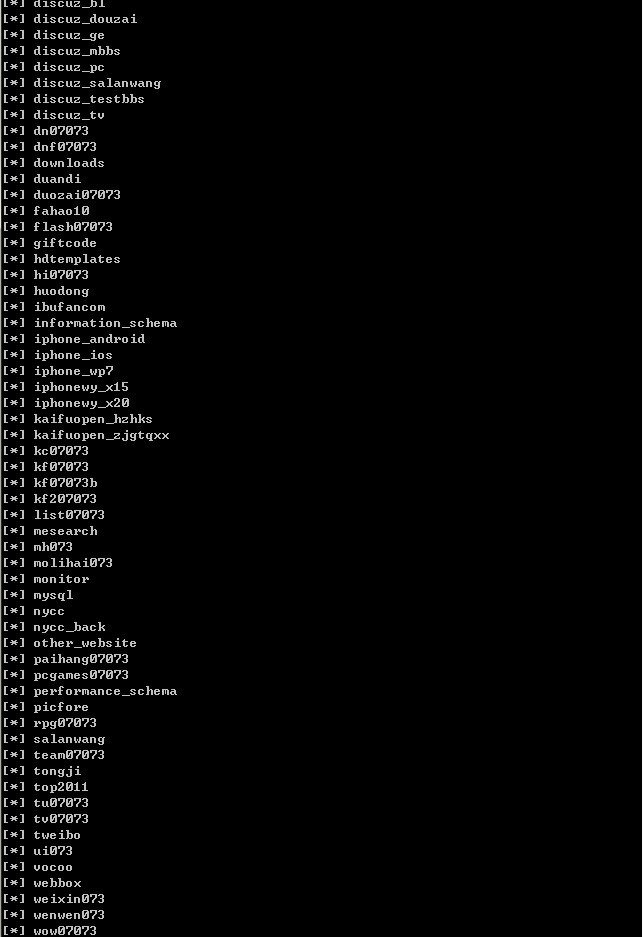 [*] discuz_bl
[*] discuz_douzai
[*] discuz_ge
[*] discuz_mbbs
[*] discuz_pc
[*] discuz_salanwang
[*] discuz_testbbs
[*] discuz_tv
[*] dn07073
[*] dnf07073
[*] downloads
[*] duandi
[*] duozai07073
[*] fahao10
[*] flash07073
[*] giftcode
[*] hdtemplates
[*] hi07073
[*] huodong
[*] ibufancom
[*] information_schema
[*] iphone_android
[*] iphone_ios
[*] iphone_wp7
[*] iphonewy_x15
[*] iphonewy_x20
[*] kaifuopen_hzhks
[*] kaifuopen_zjgtqxx
[*] kc07073
[*] kf07073
[*] kf07073b
[*] kf207073
[*] list07073
[*] mesearch
[*] mh073
[*] molihai073
[*] monitor
[*] mysql
[*] nycc
[*] nycc_back
[*] other_website
[*] paihang07073
[*] pcgames07073
[*] performance_schema
[*] picfore
[*] rpg07073
[*] salanwang
[*] team07073
[*] tongji
[*] top2011
[*] tu07073
[*] tv07073
[*] tweibo
[*] ui073
[*] vocoo
[*] webbox
[*] weixin073
[*] wenwen073
[*] wow07073